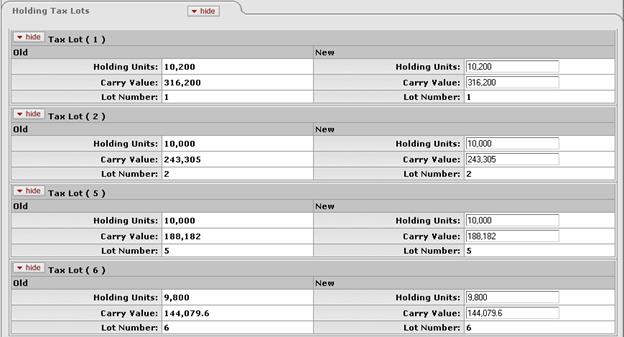 Holding Tax Lots hide
hide Tax Lot ( 1 )
Old New
Holding Units: 10,200 Holding Units: 10,200
Carry Value: 316,200 Carry Value: 316,200
Lot Number: 1 Lot Number: 1
hide Tax Lot ( 2 )
Old New
Holding Units: 10,000 Holding Units: 10,000
Carry Value: 243,305 Carry Value: 243,305
Lot Number: 2 Lot Number: 2
hide Tax Lot ( 5 )
Old New
Holding Units: 10,000 Holding Units: 10,000
Carry Value: 188,182 Carry Value: 188,182
Lot Number: 5 Lot Number: 5
hide Tax Lot ( 6 )
Old New
Holding Units: 9,800 Holding Units: 9,800
Carry Value: 144,079.6 Carry Value: 144,079.6
Lot Number: 6 Lot Number: 6